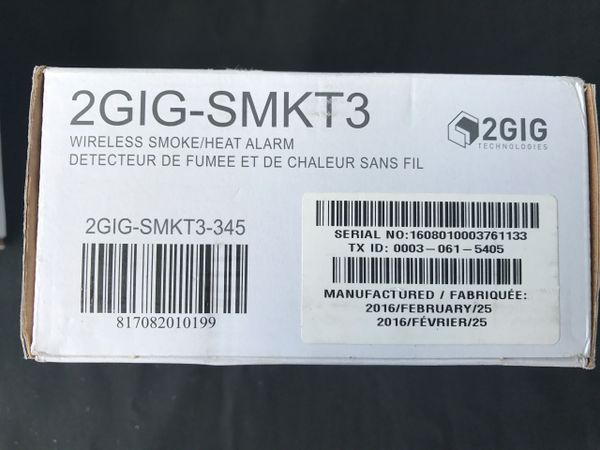 2GIG-SMKT3
WIRELESS SMOKE/HEAT ALARM
DETECTEUR DE FUMEE ET DE CHALEUR SANS FIL
2GIG
TECHNOLOGIES
2GIG-SMKT3-345
817082010199
SERIAL NO:1608010003761133
TX ID: 0003-061-5405
MANUFACTURED / FABRIQUÉE:
2016/FEBRUARY/25
2016/FÉVRIER/25